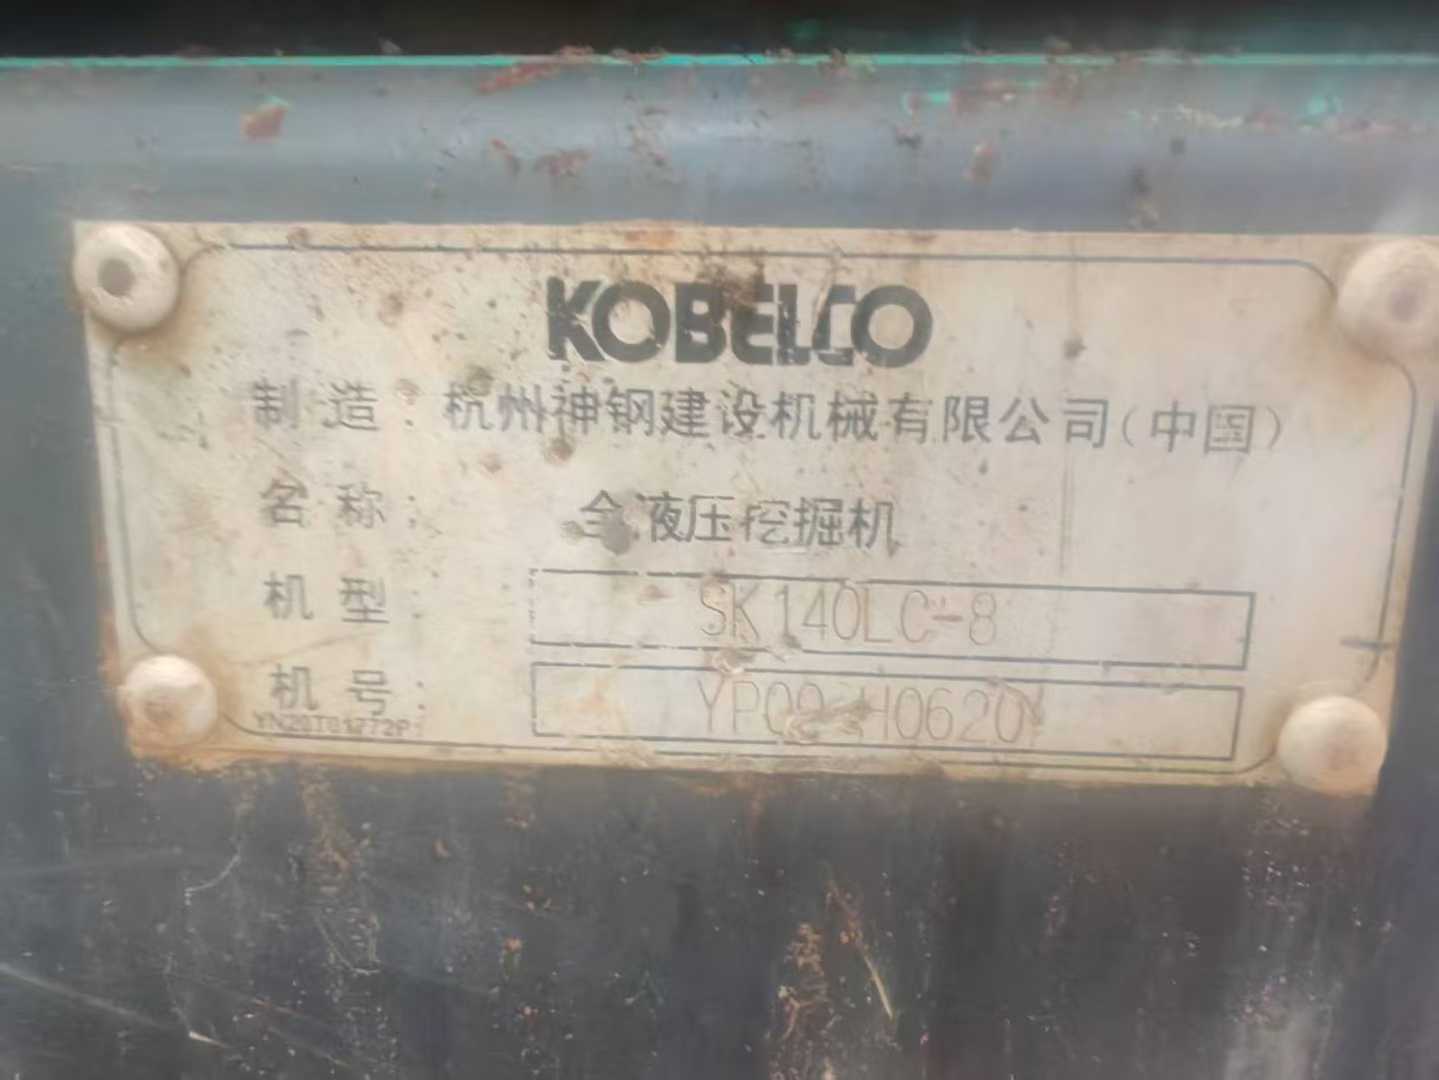 KOBELCO
制造：杭州神钢建设机械有限公司（中国）
名称：全液压挖掘机
机型：SK140LC-8
机号：
YN20T01772P1